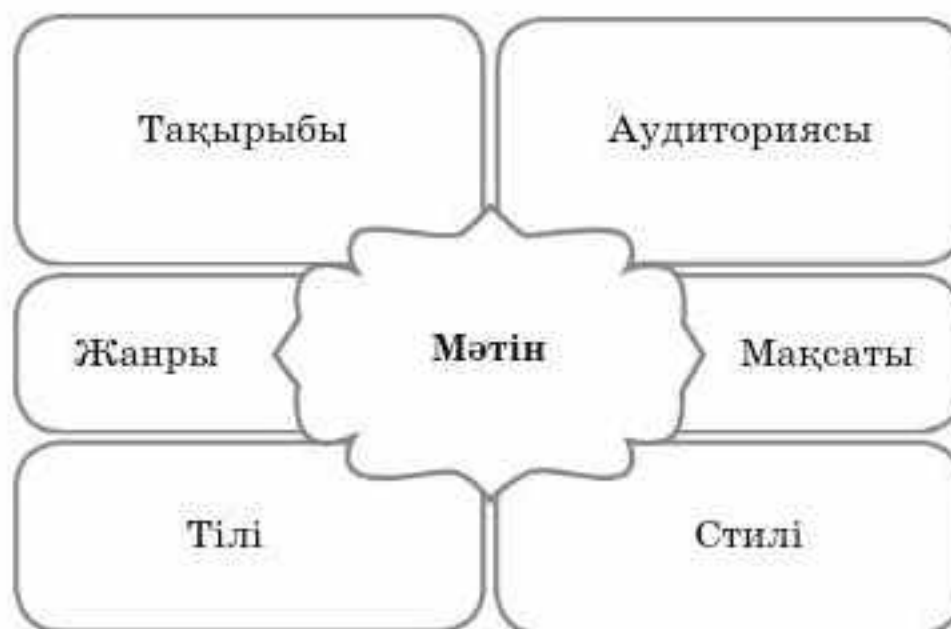 Тақырыбы
Аудиториясы
Жанры
Мәтін
Мақсаты
Тілі
Стилі